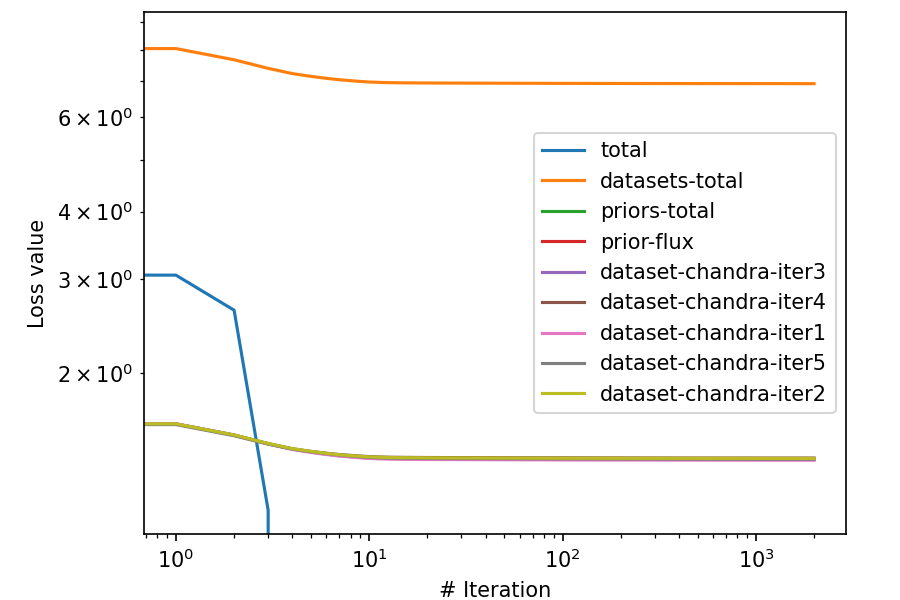 6 × 10⁰
4 × 10⁰
3 × 10⁰
2 × 10⁰
Loss value
total
datasets-total
priors-total
prior-flux
dataset-chandra-iter3
dataset-chandra-iter4
dataset-chandra-iter1
dataset-chandra-iter5
dataset-chandra-iter2
10⁰ 10¹ 10² 10³
# Iteration